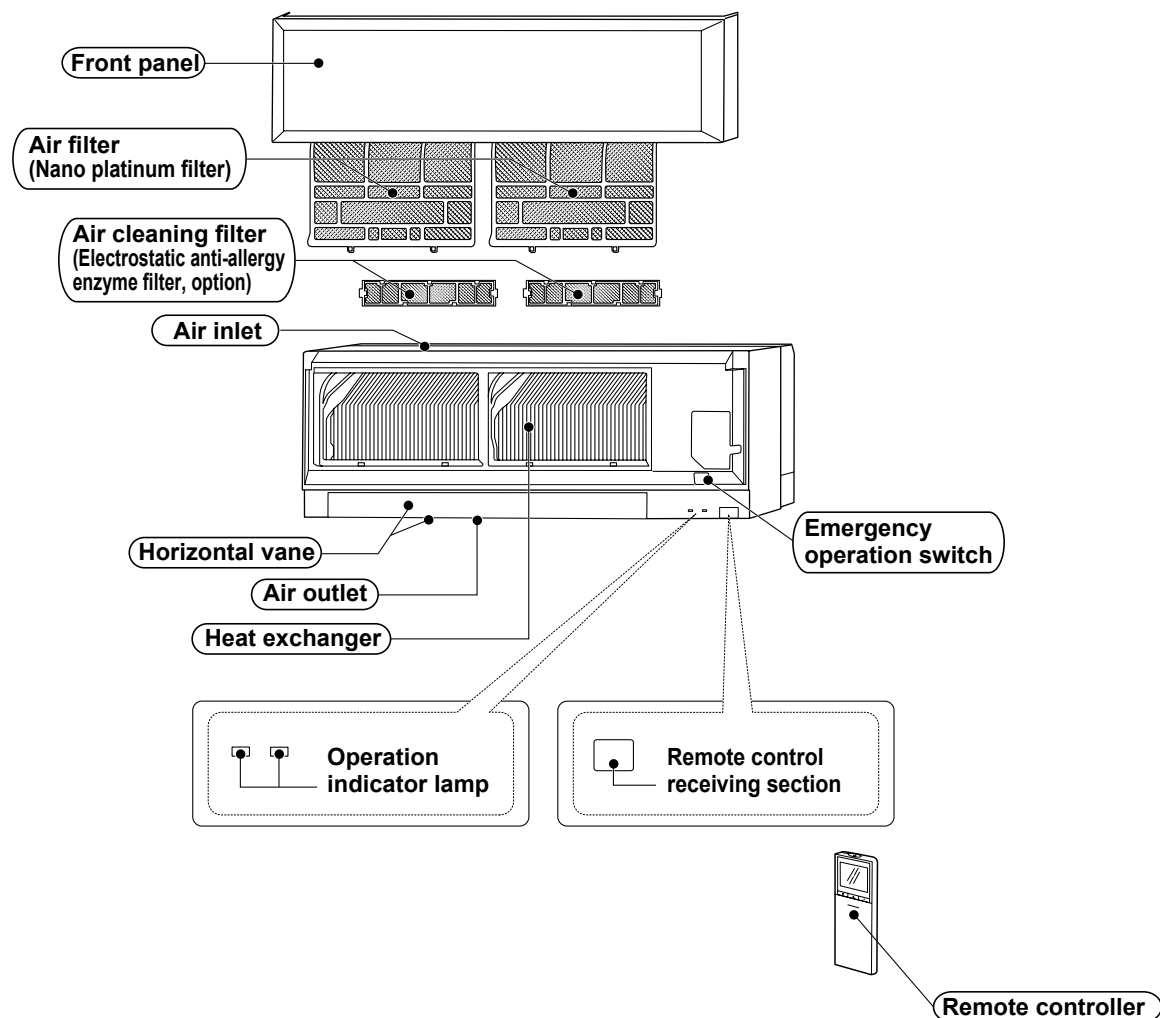 Front panel
Air filter
(Nano platinum filter)
Air cleaning filter
(Electrostatic anti-allergy
enzyme filter, option)
Air inlet
Horizontal vane
Air outlet
Heat exchanger
Emergency
operation switch
Operation
indicator lamp
Remote control
receiving section
Remote controller